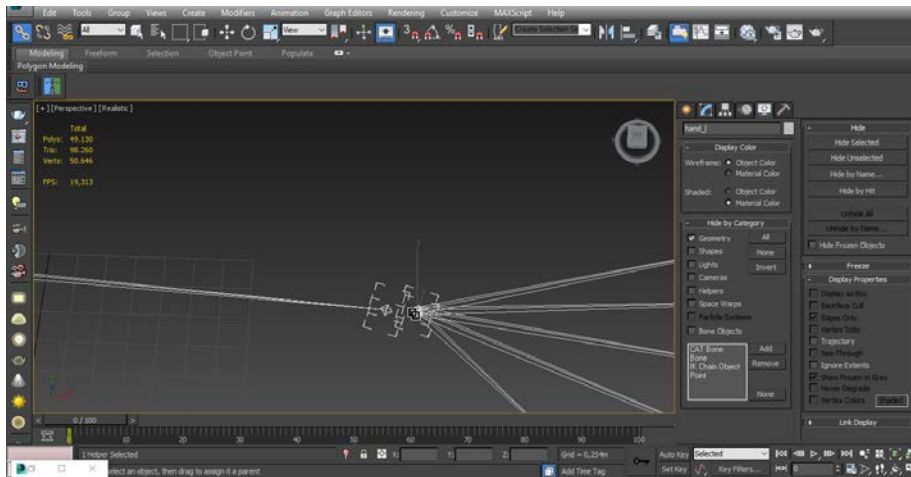 Edit Tools Group Views Create Modifiers Animation Graph Editors Rendering Customize MAXScript Help
All View Create Selection Se
Modeling Freeform Selection Object Paint Populate
Polygon Modeling
[+] [Perspective] [Realistic]
Total
Polys: 49.130
Tris: 98.260
Verts: 50.646
FPS: 19,313
hand_l
- Display Color
Wireframe: Object Color
Material Color
Shaded: Object Color
Material Color
- Hide by Category
Geometry All
Shapes None
Lights Invert
Cameras
Helpers
Space Warps
Particle Systems
Bone Objects
CAT Bone Add
Bone
IK Chain Object Remove
Point
None
- Hide
Hide Selected
Hide Unselected
Hide by Name...
Hide by Hit
Unhide All
Unhide by Name...
Hide Frozen Objects
+ Freeze
- Display Properties
Display as Box
Backface Cull
Edges Only
Vertex Ticks
Trajectory
See-Through
Ignore Extents
Show Frozen in Gray
Never Degrade
Vertex Colors Shaded
+ Link Display
< 0 / 100 >
0 10 20 30 40 50 60 70 80 90 100
1 Helper Selected X: Y: Z: Grid = 0,254m Auto Key Selected
elect an object, then drag to assign it a parent Add Time Tag Set Key Key Filters... 0